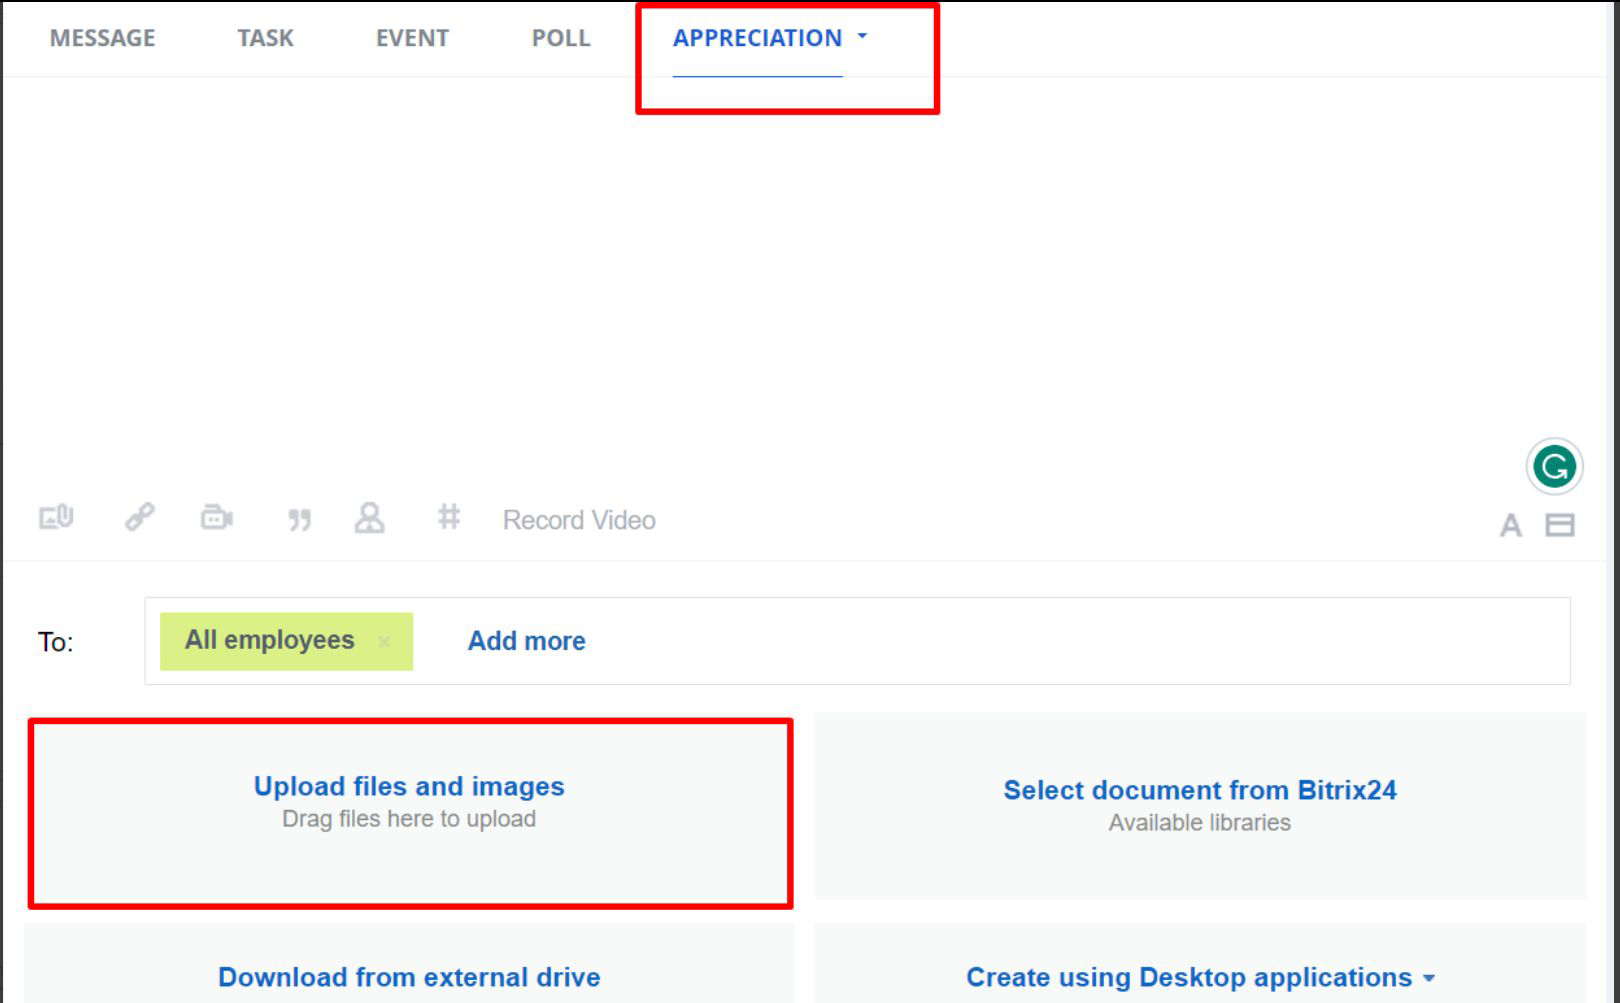 MESSAGE TASK EVENT POLL APPRECIATION
Record Video
A
To: All employees × Add more
Upload files and images
Drag files here to upload
Select document from Bitrix24
Available libraries
Download from external drive
Create using Desktop applications